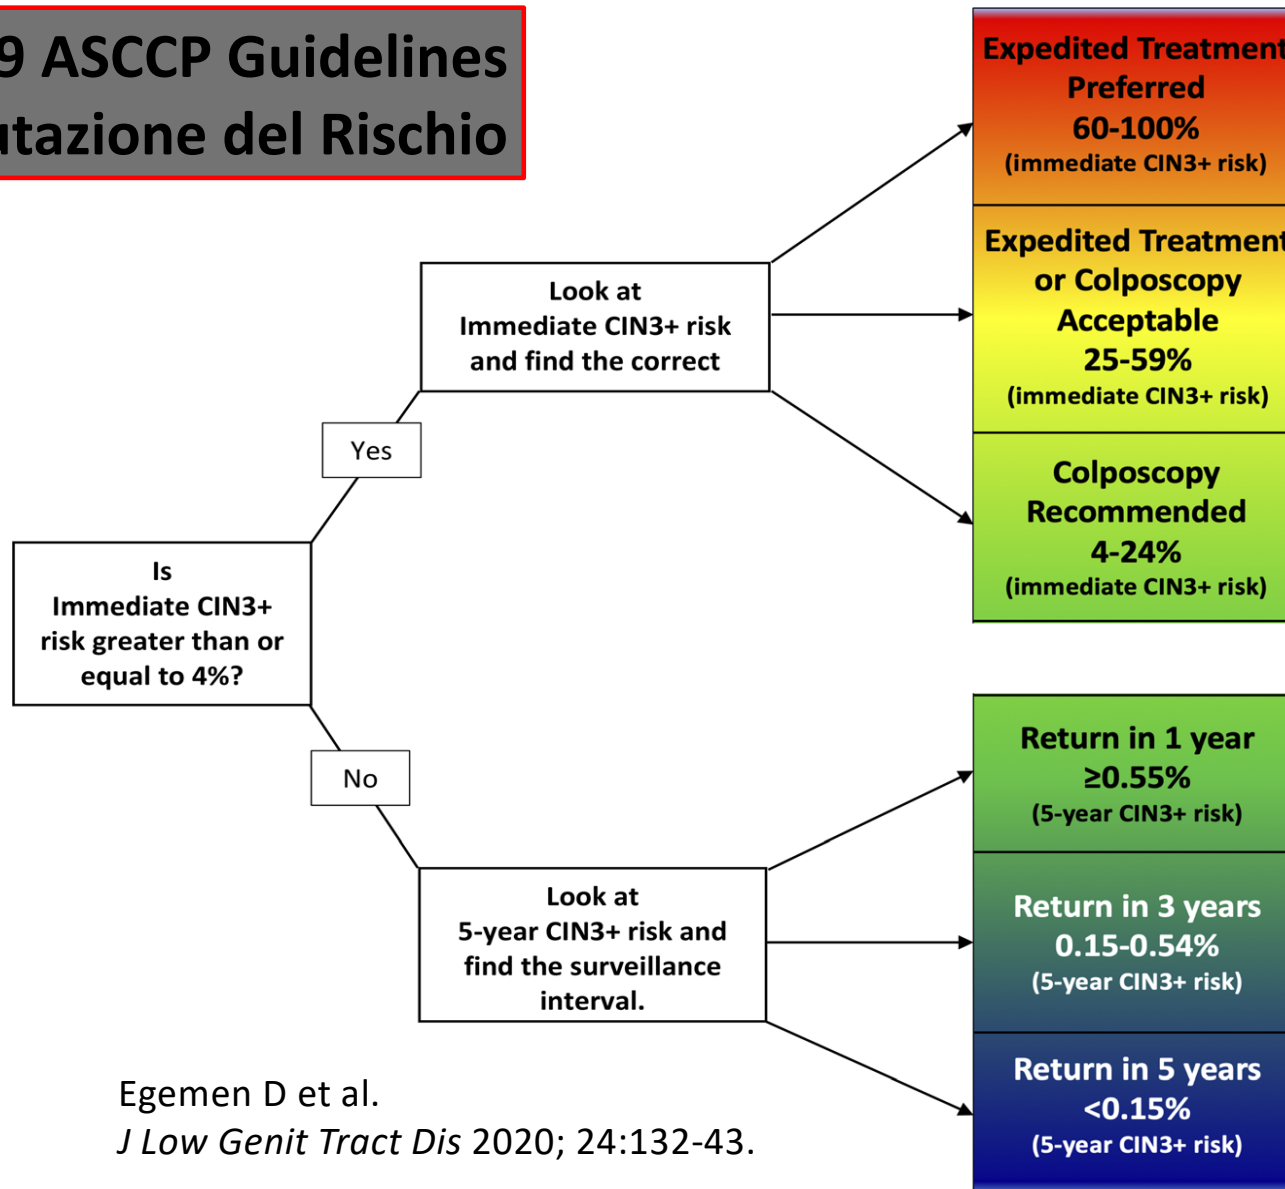 9 ASCCP Guidelines
utazione del Rischio
Expedited Treatment
Preferred
60-100%
(immediate CIN3+ risk)
Expedited Treatment
or Colposcopy
Acceptable
25-59%
(immediate CIN3+ risk)
Colposcopy
Recommended
4-24%
(immediate CIN3+ risk)
Look at
Immediate CIN3+ risk
and find the correct
Yes
Is
Immediate CIN3+
risk greater than or
equal to 4%?
No
Look at
5-year CIN3+ risk and
find the surveillance
interval.
Return in 1 year
≥0.55%
(5-year CIN3+ risk)
Return in 3 years
0.15-0.54%
(5-year CIN3+ risk)
Return in 5 years
<0.15%
(5-year CIN3+ risk)
Egemen D et al.
J Low Genit Tract Dis 2020; 24:132-43.